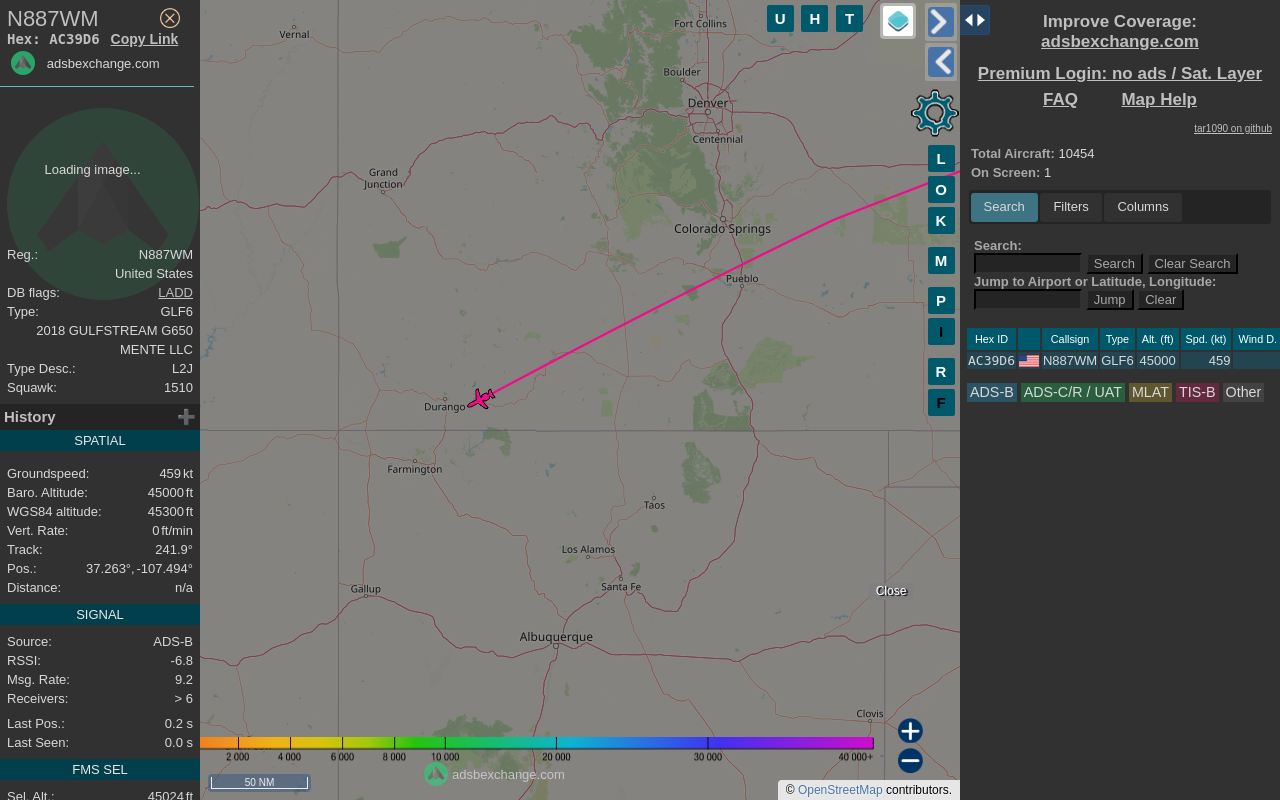 N887WM
Hex: AC39D6 Copy Link
adsbexchange.com
Loading image...
Reg.: N887WM
United States
DB flags: LADD
Type: GLF6
2018 GULFSTREAM G650
MENTE LLC
Type Desc.: L2J
Squawk: 1510
History
SPATIAL
Groundspeed: 459 kt
Baro. Altitude: 45000 ft
WGS84 altitude: 45300 ft
Vert. Rate: 0 ft/min
Track: 241.9°
Pos.: 37.263°, -107.494°
Distance: n/a
SIGNAL
Source: ADS-B
RSSI: -6.8
Msg. Rate: 9.2
Receivers: > 6
Last Pos.: 0.2 s
Last Seen: 0.0 s
FMS SEL
Sel. Alt.: 45024 ft
Vernal
Fort Collins
Boulder
Denver
Centennial
Grand
Junction
Colorado Springs
Pueblo
Durango
Farmington
Taos
Los Alamos
Santa Fe
Gallup
Albuquerque
Clovis
Close
U H T
L
O
K
M
P
I
R
F
2 000 4 000 6 000 8 000 10 000 20 000 30 000 40 000+
adsbexchange.com
50 NM
© OpenStreetMap contributors.
Improve Coverage:
adsbexchange.com
Premium Login: no ads / Sat. Layer
FAQ Map Help
tar1090 on github
Total Aircraft: 10454
On Screen: 1
Search Filters Columns
Search:
Search Clear Search
Jump to Airport or Latitude, Longitude:
Jump Clear
Hex ID Callsign Type Alt. (ft) Spd. (kt) Wind D.
AC39D6 N887WM GLF6 45000 459
ADS-B ADS-C/R / UAT MLAT TIS-B Other